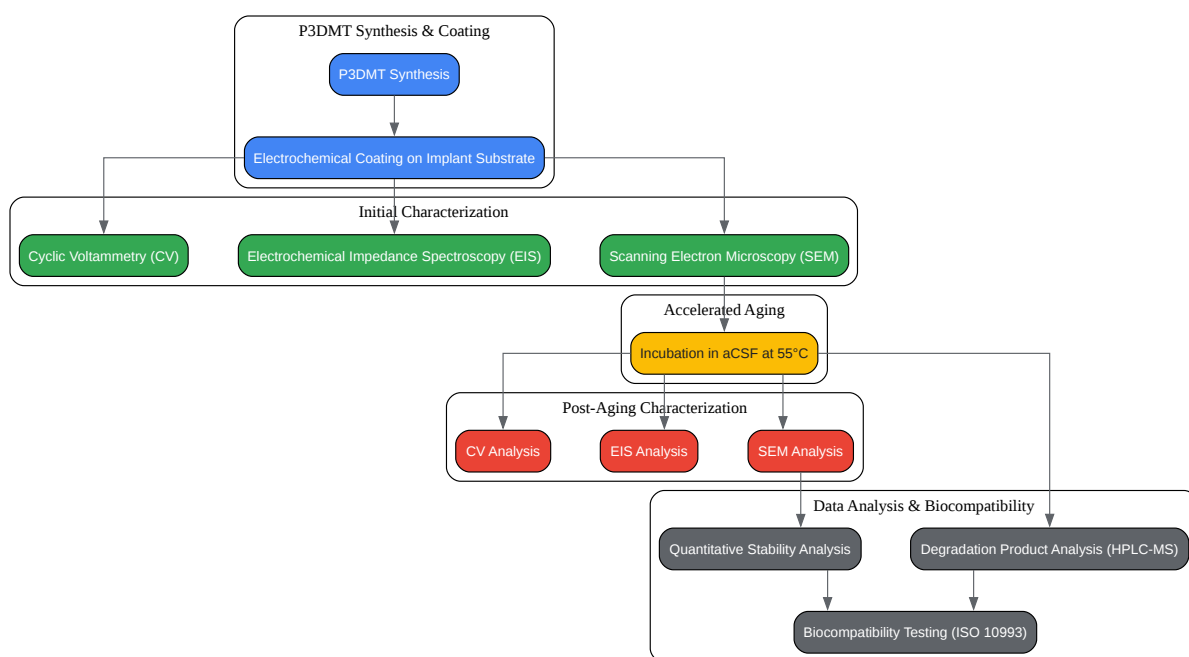 P3DMT Synthesis & Coating
P3DMT Synthesis
Electrochemical Coating on Implant Substrate
Initial Characterization
Cyclic Voltammetry (CV)
Electrochemical Impedance Spectroscopy (EIS)
Scanning Electron Microscopy (SEM)
Accelerated Aging
Incubation in aCSF at 55°C
Post-Aging Characterization
CV Analysis
EIS Analysis
SEM Analysis
Data Analysis & Biocompatibility
Quantitative Stability Analysis
Degradation Product Analysis (HPLC-MS)
Biocompatibility Testing (ISO 10993)